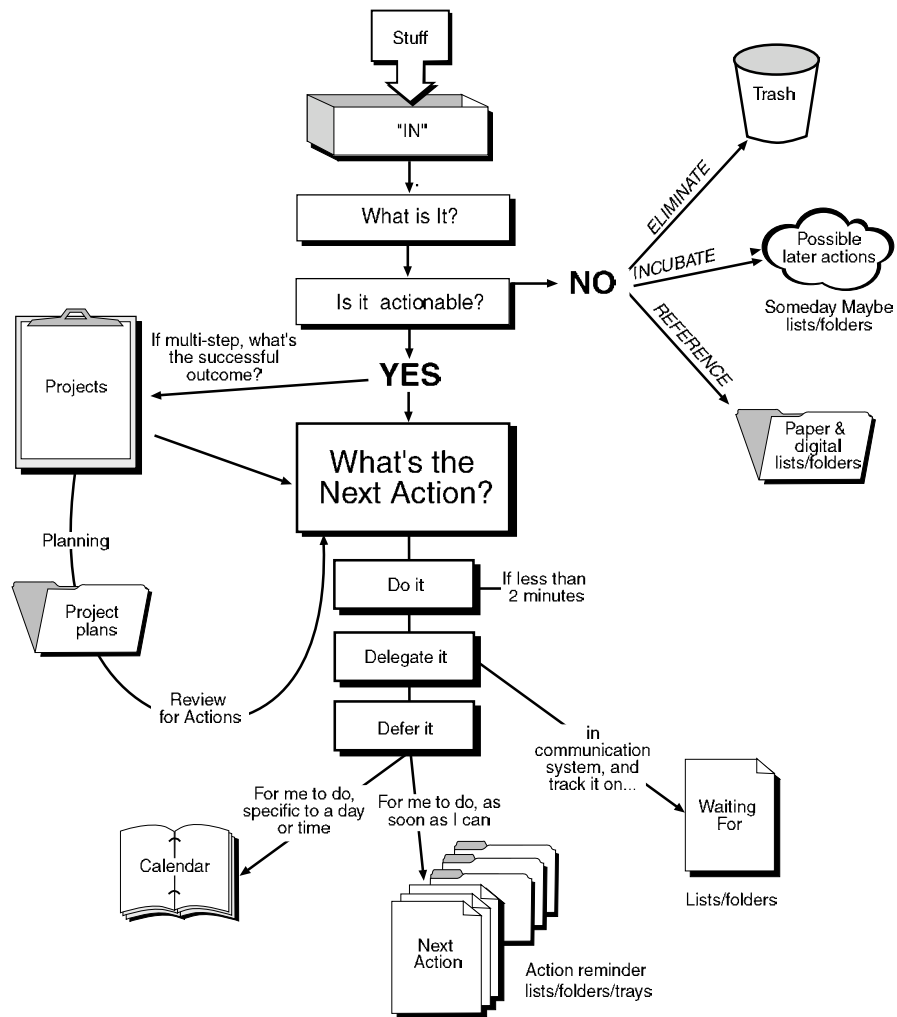 Stuff
"IN"
What is It?
Is it actionable?
NO
ELIMINATE
Trash
INCUBATE
Possible
later actions
Someday Maybe
lists/folders
REFERENCE
Paper &
digital
lists/folders
YES
If multi-step, what's
the successful
outcome?
Projects
What's the
Next Action?
Planning
Project
plans
Review
for Actions
Do it
If less than
2 minutes
Delegate it
in
communication
system, and
track it on...
Waiting
For
Lists/folders
Defer it
For me to do,
specific to a day
or time
Calendar
For me to do, as
soon as I can
Next
Action
Action reminder
lists/folders/trays